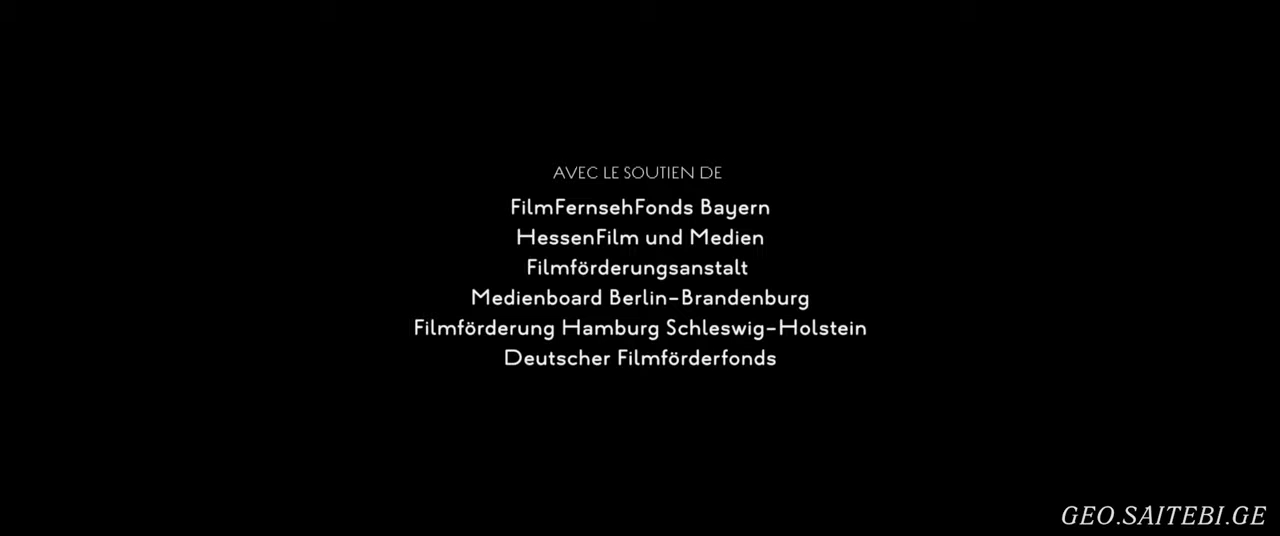 AVEC LE SOUTIEN DE
FilmFernsehFonds Bayern
HessenFilm und Medien
Filmförderungsanstalt
Medienboard Berlin-Brandenburg
Filmförderung Hamburg Schleswig-Holstein
Deutscher Filmförderfonds
GEO.SAITEBI.GE